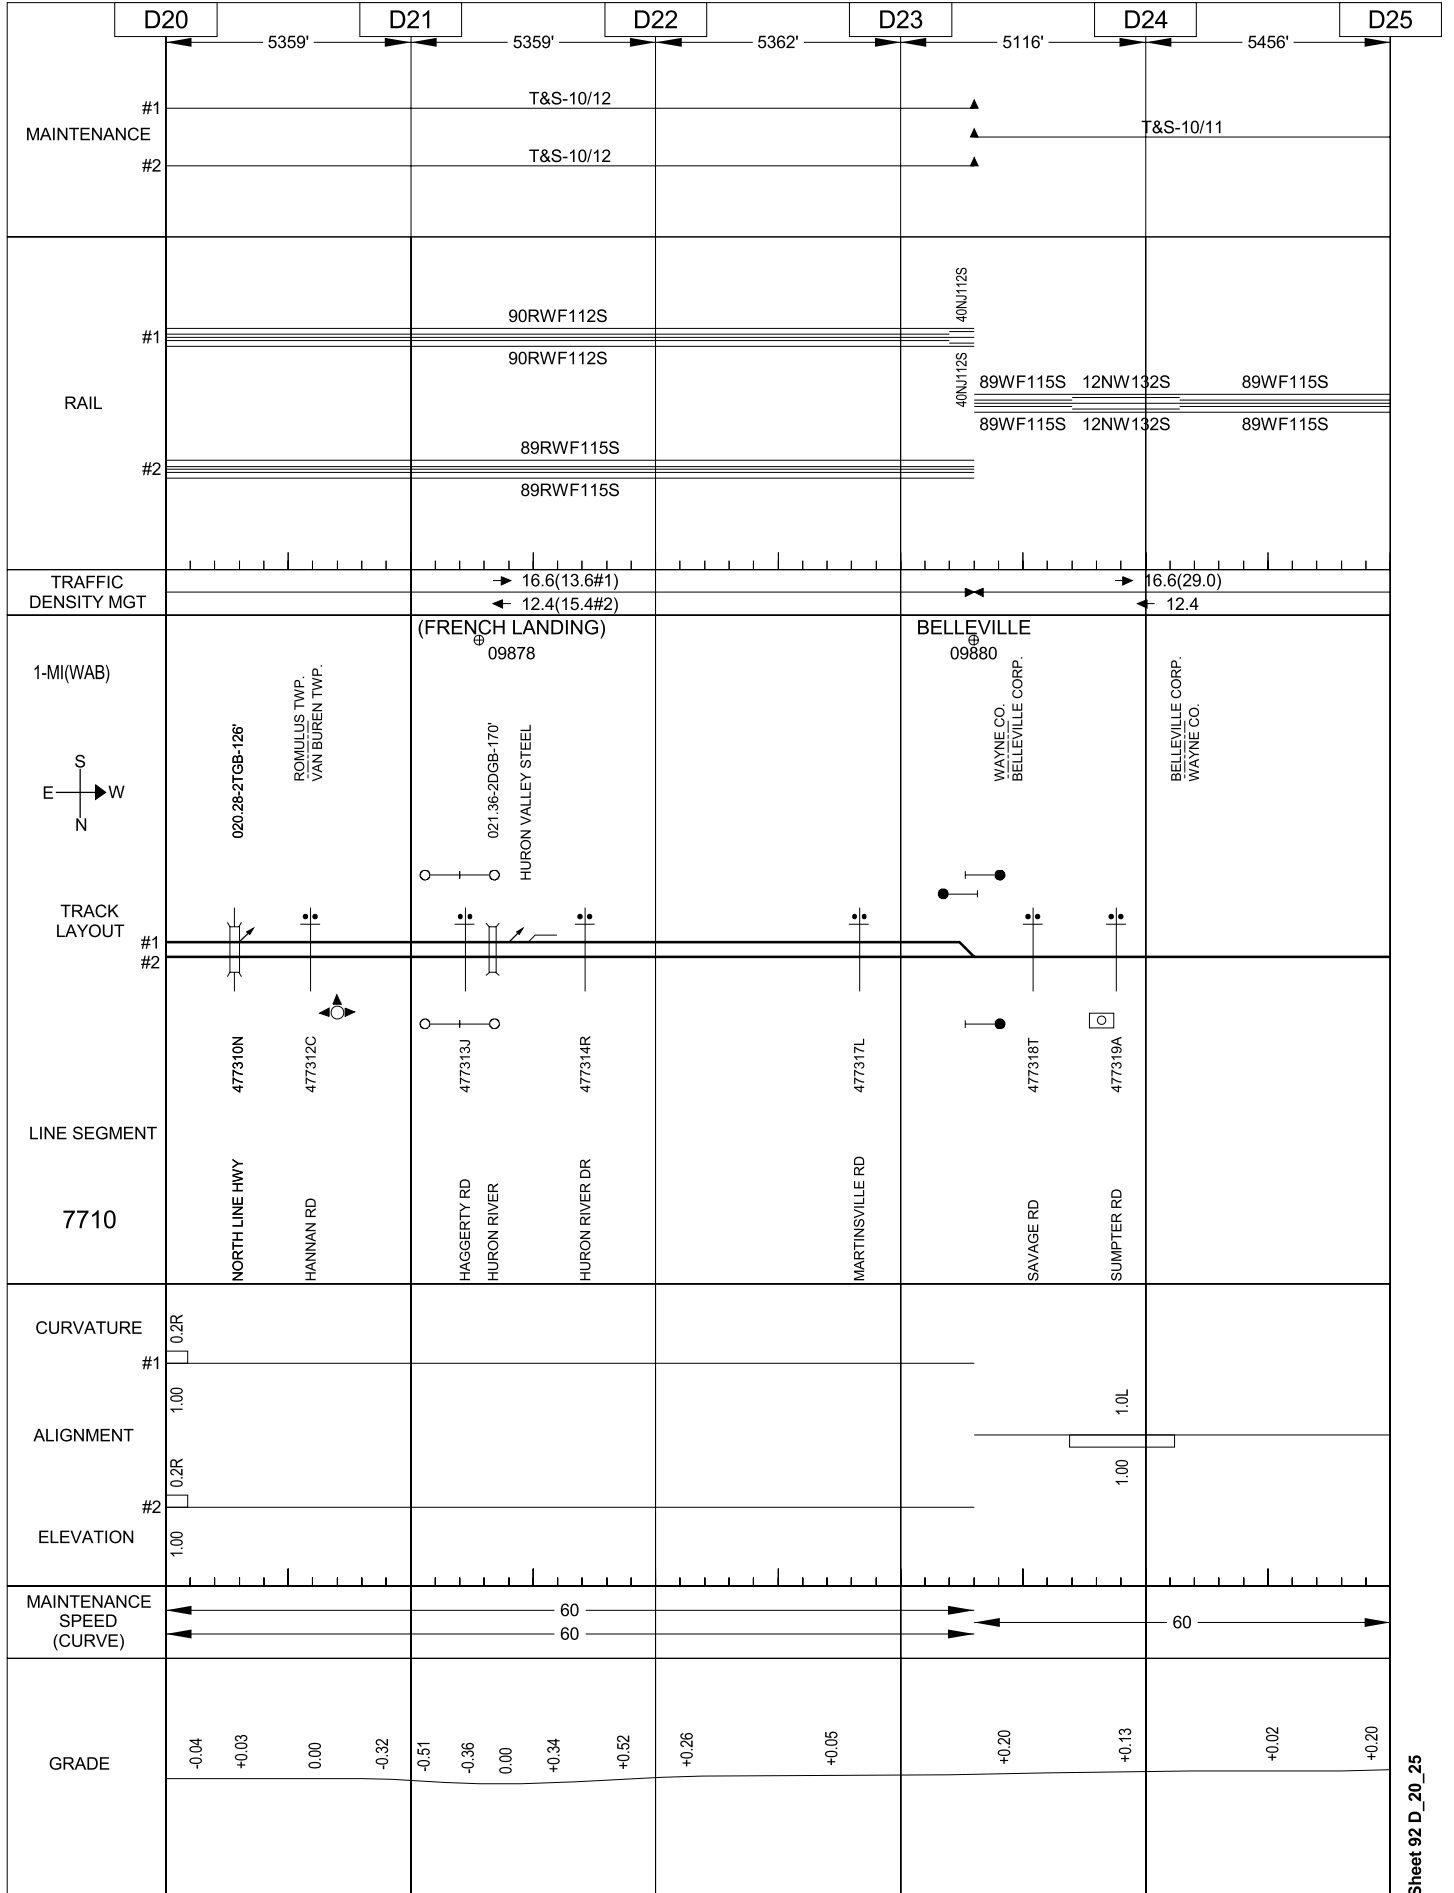 D20 D21 D22 D23 D24 D25
5359' 5359' 5362' 5116' 5456'
MAINTENANCE
#1
T&S-10/12
T&S-10/11
#2
T&S-10/12
RAIL
#1
90RWF112S
90RWF112S
40NJ112S
40NJ112S
89WF115S 12NW132S 89WF115S
89WF115S 12NW132S 89WF115S
#2
89RWF115S
89RWF115S
TRAFFIC
DENSITY MGT
16.6(13.6#1)
12.4(15.4#2)
16.6(29.0)
12.4
1-MI(WAB)
(FRENCH LANDING)
09878
BELLEVILLE
09880
S
E W
N
020.28-2TGB-126'
ROMULUS TWP.
VAN BUREN TWP.
021.36-2DGB-170'
HURON VALLEY STEEL
WAYNE CO.
BELLEVILLE CORP.
BELLEVILLE CORP.
WAYNE CO.
TRACK
LAYOUT
#1
#2
477310N
477312C
477313J
477314R
477317L
477318T
477319A
LINE SEGMENT
7710
NORTH LINE HWY
HANNAN RD
HAGGERTY RD
HURON RIVER
HURON RIVER DR
MARTINSVILLE RD
SAVAGE RD
SUMPTER RD
CURVATURE
#1
0.2R
1.00
ALIGNMENT
1.0L
1.00
#2
0.2R
1.00
ELEVATION
MAINTENANCE
SPEED
(CURVE)
60
60
60
GRADE
-0.04
+0.03
0.00
-0.32
-0.51
-0.36
0.00
+0.34
+0.52
+0.26
+0.05
+0.20
+0.13
+0.02
+0.20
Sheet 92 D_20_25